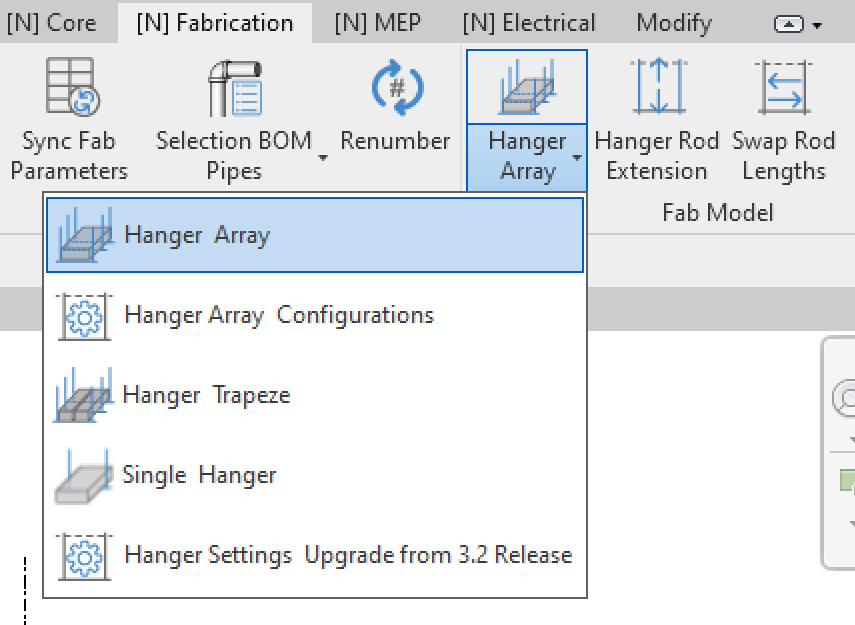 [N] Core [N] Fabrication [N] MEP [N] Electrical Modify
Sync Fab Selection BOM Renumber Hanger Hanger Rod Swap Rod
Parameters Pipes Array Extension Lengths
Fab Model
Hanger Array
Hanger Array Configurations
Hanger Trapeze
Single Hanger
Hanger Settings Upgrade from 3.2 Release